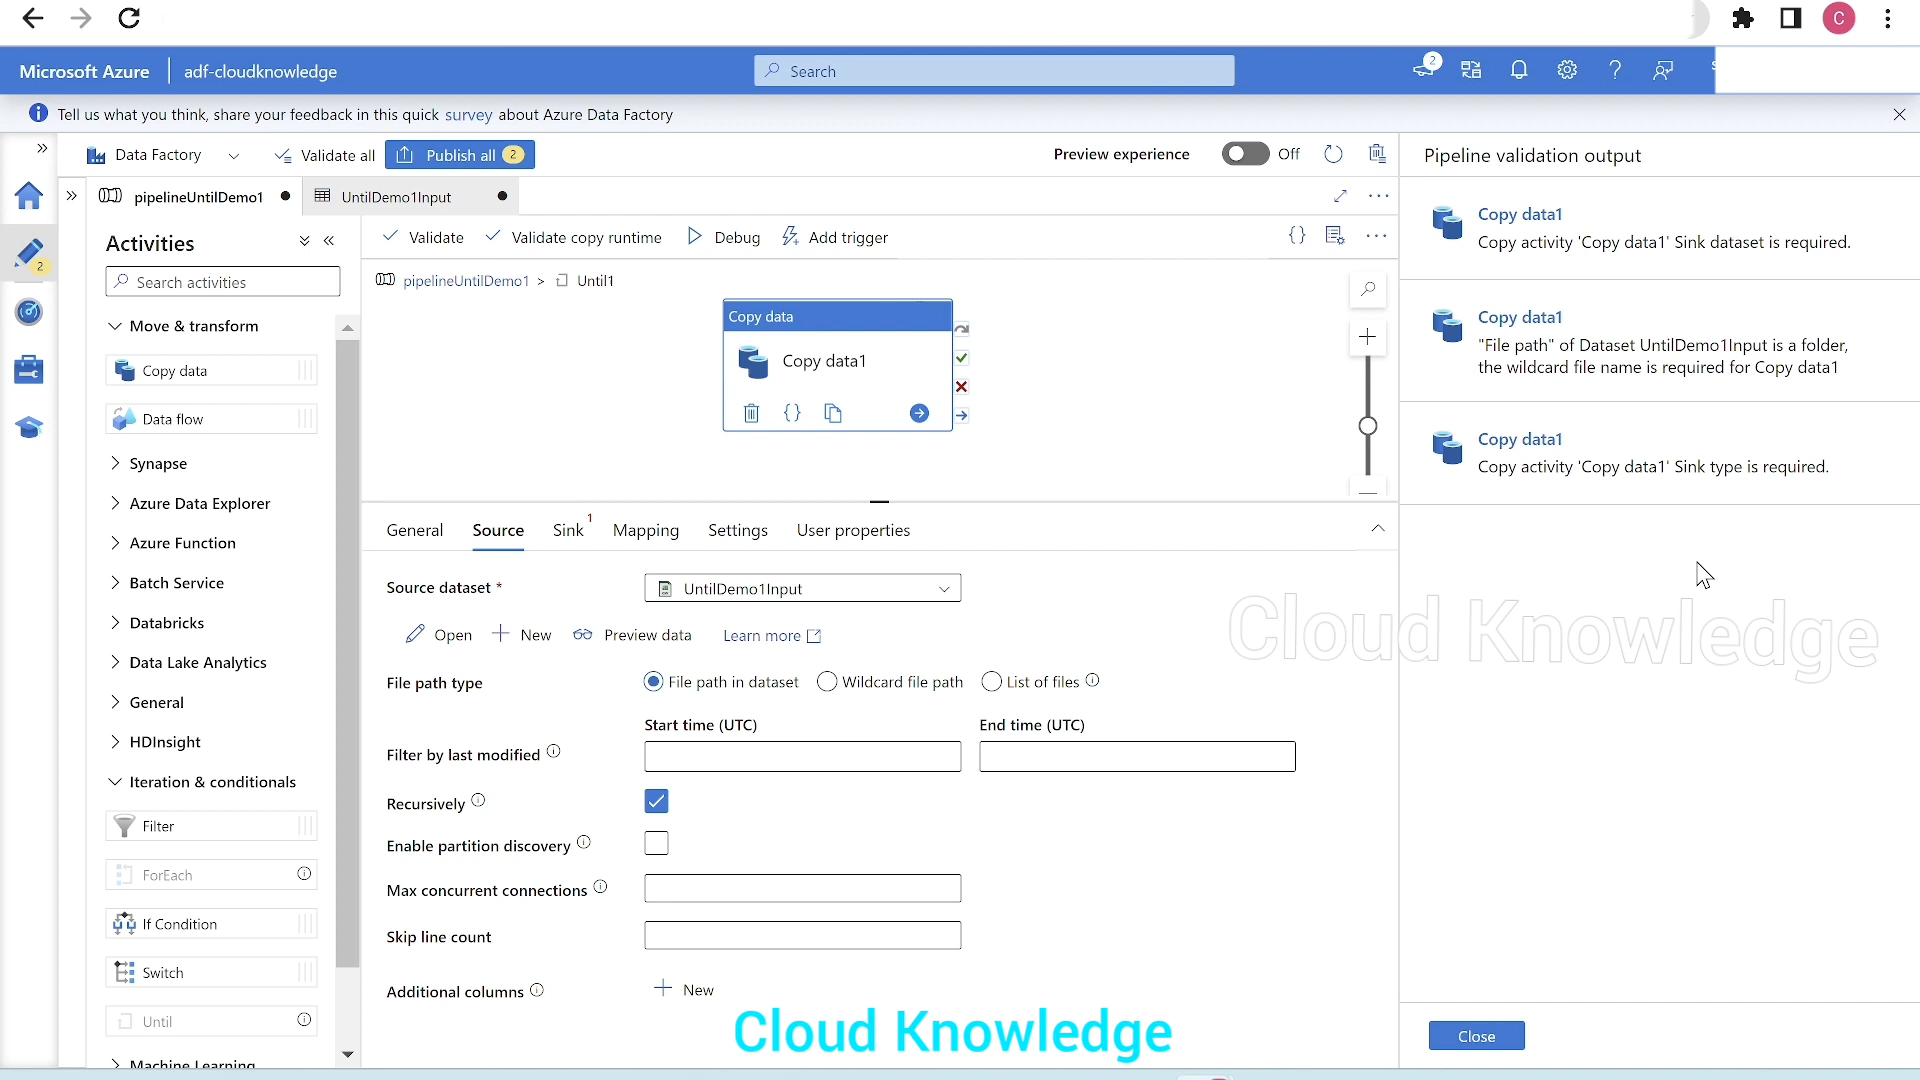 C
Microsoft Azure
adf-cloudknowledge
Search
2
Tell us what you think, share your feedback in this quick survey about Azure Data Factory
Data Factory
Validate all
Publish all 2
Preview experience
Off
Pipeline validation output
pipelineUntilDemo1
UntilDemo1Input
Activities
Validate
Validate copy runtime
Debug
Add trigger
2
Search activities
pipelineUntilDemo1 > Until1
Move & transform
Copy data
Data flow
Synapse
Azure Data Explorer
Azure Function
Batch Service
Databricks
Data Lake Analytics
General
HDInsight
Iteration & conditionals
Filter
ForEach
If Condition
Switch
Until
Machine Learning
Copy data
Copy data1
General
Source
Sink 1
Mapping
Settings
User properties
Source dataset *
UntilDemo1Input
Open
New
Preview data
Learn more
File path type
File path in dataset
Wildcard file path
List of files
Start time (UTC)
End time (UTC)
Filter by last modified
Recursively
Enable partition discovery
Max concurrent connections
Skip line count
Additional columns
New
Copy data1
Copy activity 'Copy data1' Sink dataset is required.
Copy data1
"File path" of Dataset UntilDemo1Input is a folder,
the wildcard file name is required for Copy data1
Copy data1
Copy activity 'Copy data1' Sink type is required.
Cloud Knowledge
Close
Cloud Knowledge